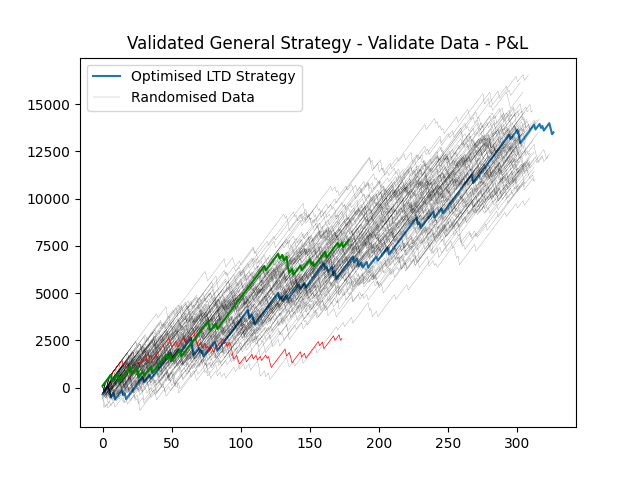 Validated General Strategy - Validate Data - P&L
Optimised LTD Strategy
Randomised Data
15000
12500
10000
7500
5000
2500
0
0 50 100 150 200 250 300